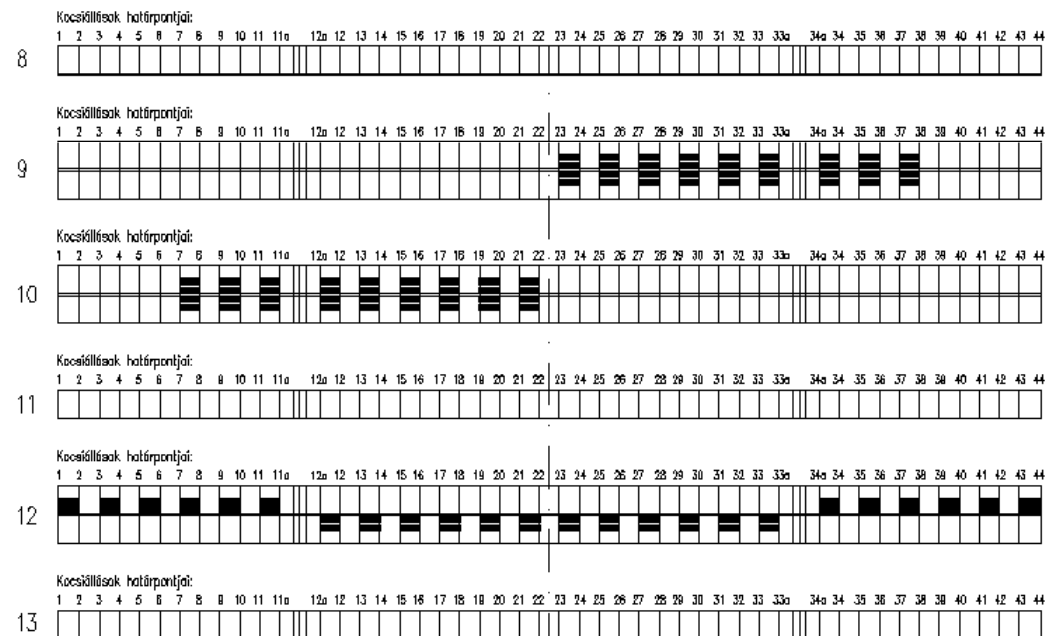 Kocsiállások határpontjai:
1 2 3 4 5 6 7 8 9 10 11 11a 12a 12 13 14 15 16 17 18 19 20 21 22 23 24 25 26 27 28 29 30 31 32 33 33a 34a 34 35 36 37 38 39 40 41 42 43 44
8
Kocsiállások határpontjai:
1 2 3 4 5 6 7 8 9 10 11 11a 12a 12 13 14 15 16 17 18 19 20 21 22 23 24 25 26 27 28 29 30 31 32 33 33a 34a 34 35 36 37 38 39 40 41 42 43 44
9
Kocsiállások határpontjai:
1 2 3 4 5 6 7 8 9 10 11 11a 12a 12 13 14 15 16 17 18 19 20 21 22 23 24 25 26 27 28 29 30 31 32 33 33a 34a 34 35 36 37 38 39 40 41 42 43 44
10
Kocsiállások határpontjai:
1 2 3 4 5 6 7 8 9 10 11 11a 12a 12 13 14 15 16 17 18 19 20 21 22 23 24 25 26 27 28 29 30 31 32 33 33a 34a 34 35 36 37 38 39 40 41 42 43 44
11
Kocsiállások határpontjai:
1 2 3 4 5 6 7 8 9 10 11 11a 12a 12 13 14 15 16 17 18 19 20 21 22 23 24 25 26 27 28 29 30 31 32 33 33a 34a 34 35 36 37 38 39 40 41 42 43 44
12
Kocsiállások határpontjai:
1 2 3 4 5 6 7 8 9 10 11 11a 12a 12 13 14 15 16 17 18 19 20 21 22 23 24 25 26 27 28 29 30 31 32 33 33a 34a 34 35 36 37 38 39 40 41 42 43 44
13